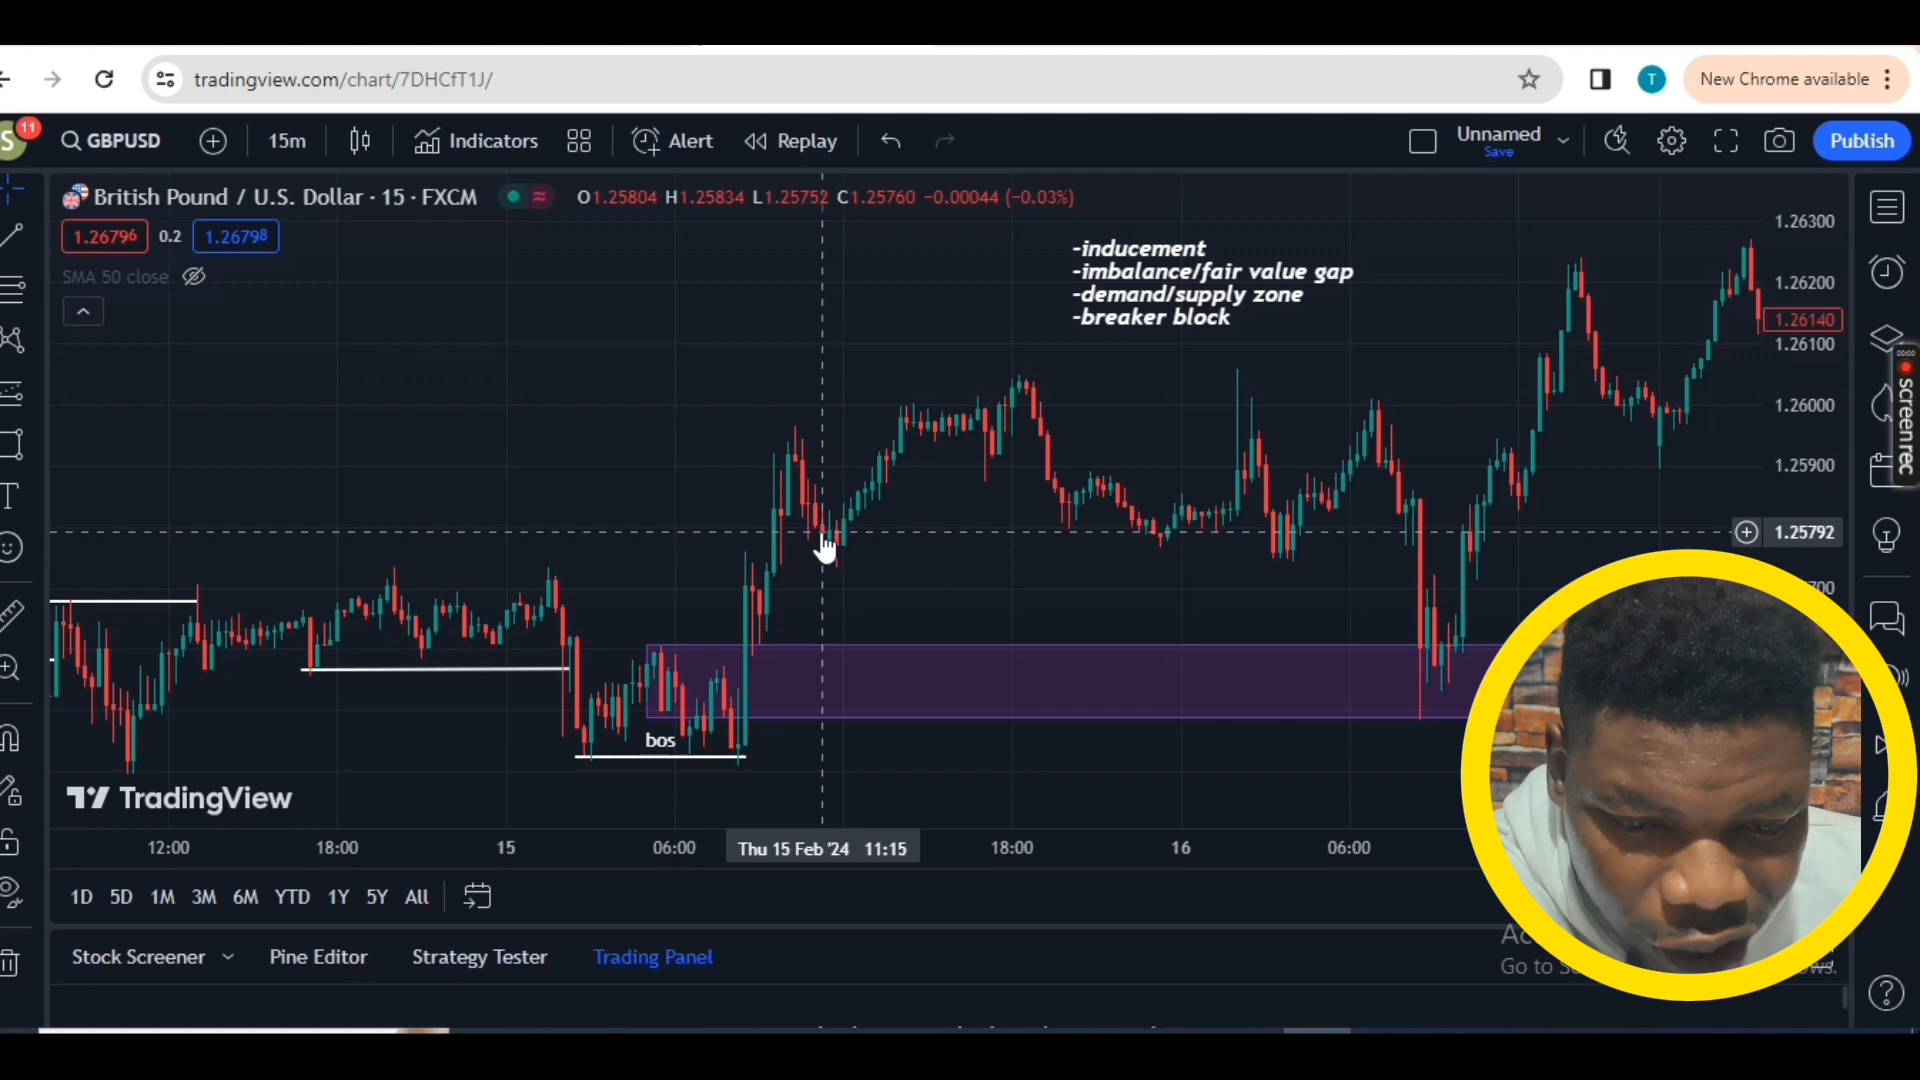 tradingview.com/chart/7DHCfT1J/
T
New Chrome available
S
11
GBPUSD
15m
Indicators
Alert
Replay
Unnamed
Save
Publish
British Pound / U.S. Dollar · 15 · FXCM
O1.25804 H1.25834 L1.25752 C1.25760 −0.00044 (−0.03%)
1.26796
0.2
1.26798
SMA 50 close
-inducement
-imbalance/fair value gap
-demand/supply zone
-breaker block
1.26300
1.26200
1.26140
1.26100
1.26000
1.25900
1.25792
00:00
screenrec
bos
TradingView
12:00
18:00
15
06:00
Thu 15 Feb '24 11:15
18:00
16
06:00
1D 5D 1M 3M 6M YTD 1Y 5Y All
Stock Screener
Pine Editor
Strategy Tester
Trading Panel
Go to